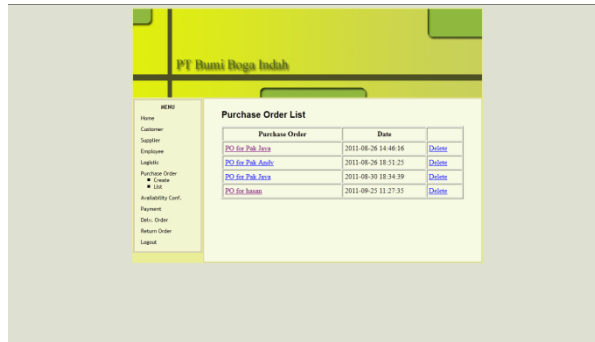 PT Bumi Boga Indah
MENU
Home
Customer
Supplier
Employee
Logistic
Purchase Order
Create
List
Availability Conf.
Payment
Deliv. Order
Return Order
Logout
Purchase Order List
Purchase Order Date
PO for Pak Java 2011-08-26 14:46:16 Delete
PO for Pak Andy 2011-08-26 18:51:25 Delete
PO for Pak Java 2011-08-30 18:34:39 Delete
PO for hasan 2011-09-25 11:27:35 Delete